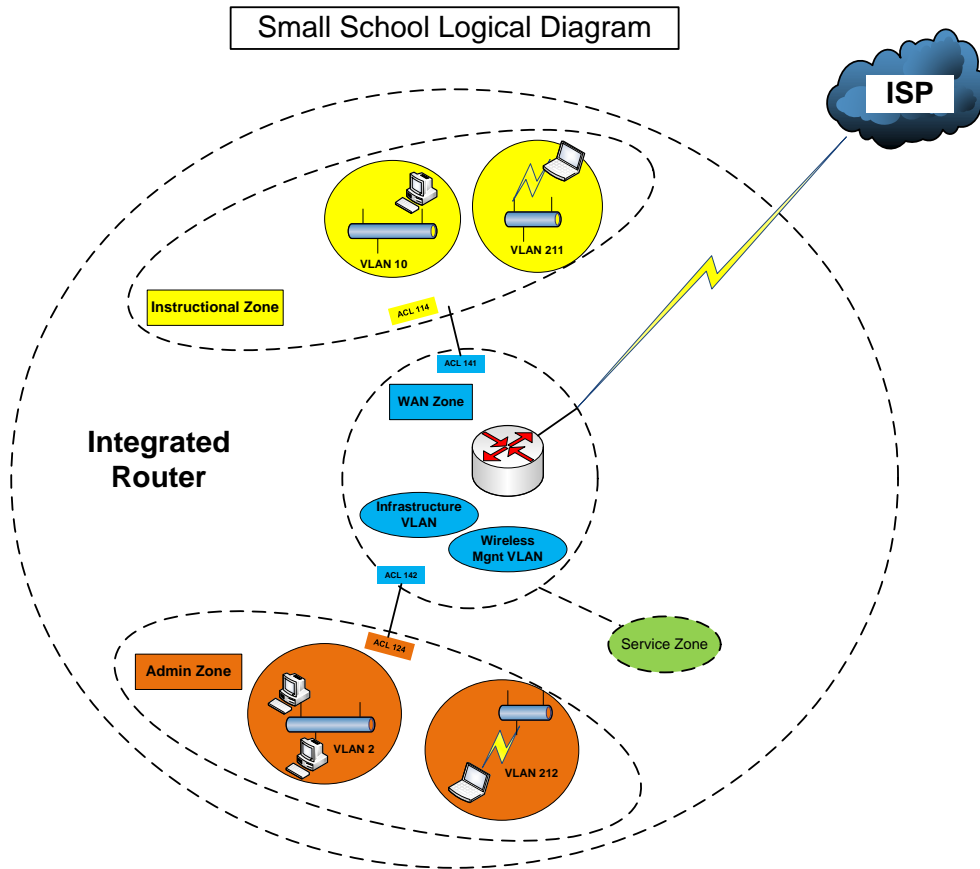 Small School Logical Diagram
ISP
VLAN 10
VLAN 211
Instructional Zone
ACL 114
ACL 141
WAN Zone
Integrated
Router
Infrastructure
VLAN
Wireless
Mgnt VLAN
ACL 142
ACL 124
Service Zone
Admin Zone
VLAN 2
VLAN 212